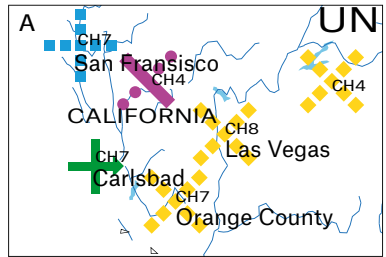 A
UN
CH7
San Fransisco
CH4
CH4
CALIFORNIA
CH8
Las Vegas
CH7
Carlsbad
CH7
Orange County